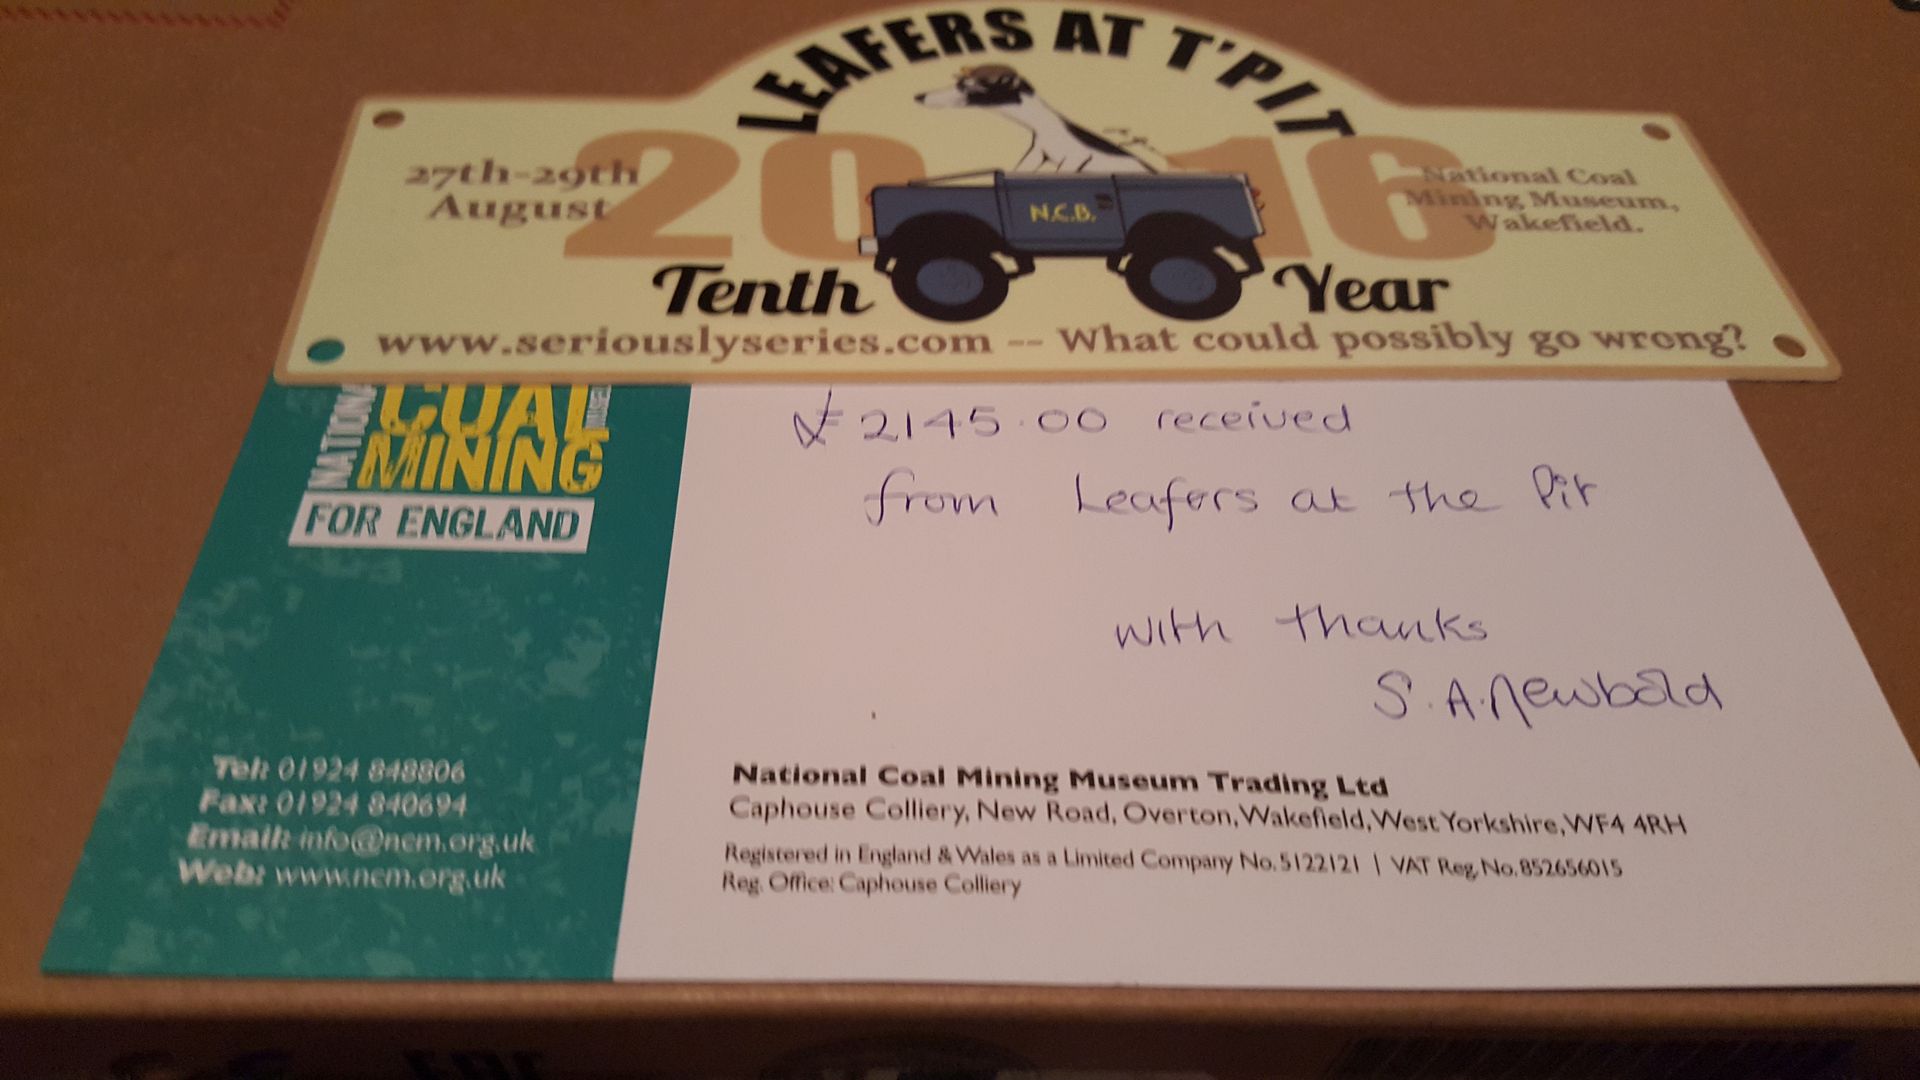 LEAFERS AT T'PIT
27th-29th
August
2016
National Coal
Mining Museum,
Wakefield.
N.C.B.
Tenth Year
www.seriouslyseries.com -- What could possibly go wrong?
NATIONAL
COAL
MINING
FOR ENGLAND
£2145.00 received
from Leafers at the Pit
with thanks
S.A.Newbold
Tel: 01924 848806
Fax: 01924 840694
Email: info@ncm.org.uk
Web: www.ncm.org.uk
National Coal Mining Museum Trading Ltd
Caphouse Colliery, New Road, Overton, Wakefield, West Yorkshire, WF4 4RH
Registered in England & Wales as a Limited Company No. 5122121 | VAT Reg. No. 852656015
Reg. Office: Caphouse Colliery